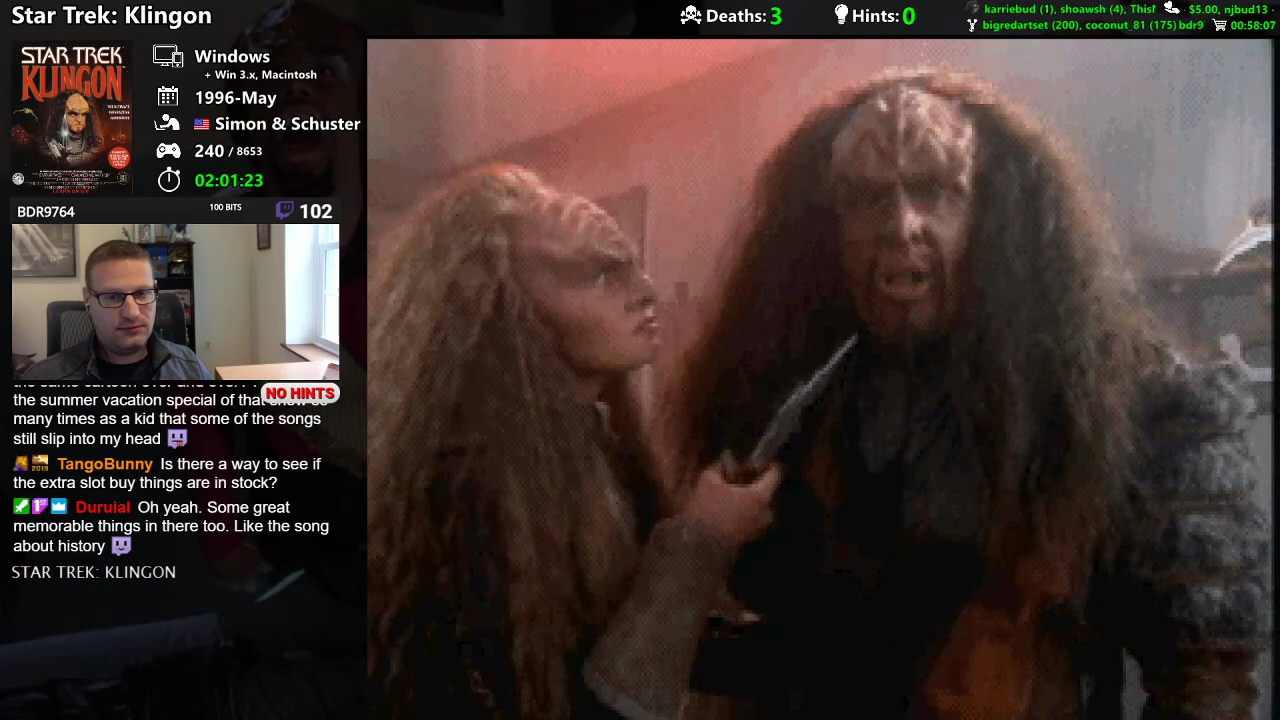 Star Trek: Klingon
Deaths: 3
Hints: 0
karriebud (1), shoawsh (4), Thisf
$5.00, njbud13 -
bigredartset (200), coconut_81 (175) bdr9
00:58:07
STAR TREK
KLINGON
Windows
+ Win 3.x, Macintosh
1996-May
Simon & Schuster
240 / 8653
02:01:23
BDR9764
100 BITS
102
NO HINTS
the summer vacation special of that show so
many times as a kid that some of the songs
still slip into my head
TangoBunny Is there a way to see if
the extra slot buy things are in stock?
Duruial Oh yeah. Some great
memorable things in there too. Like the song
about history
STAR TREK: KLINGON